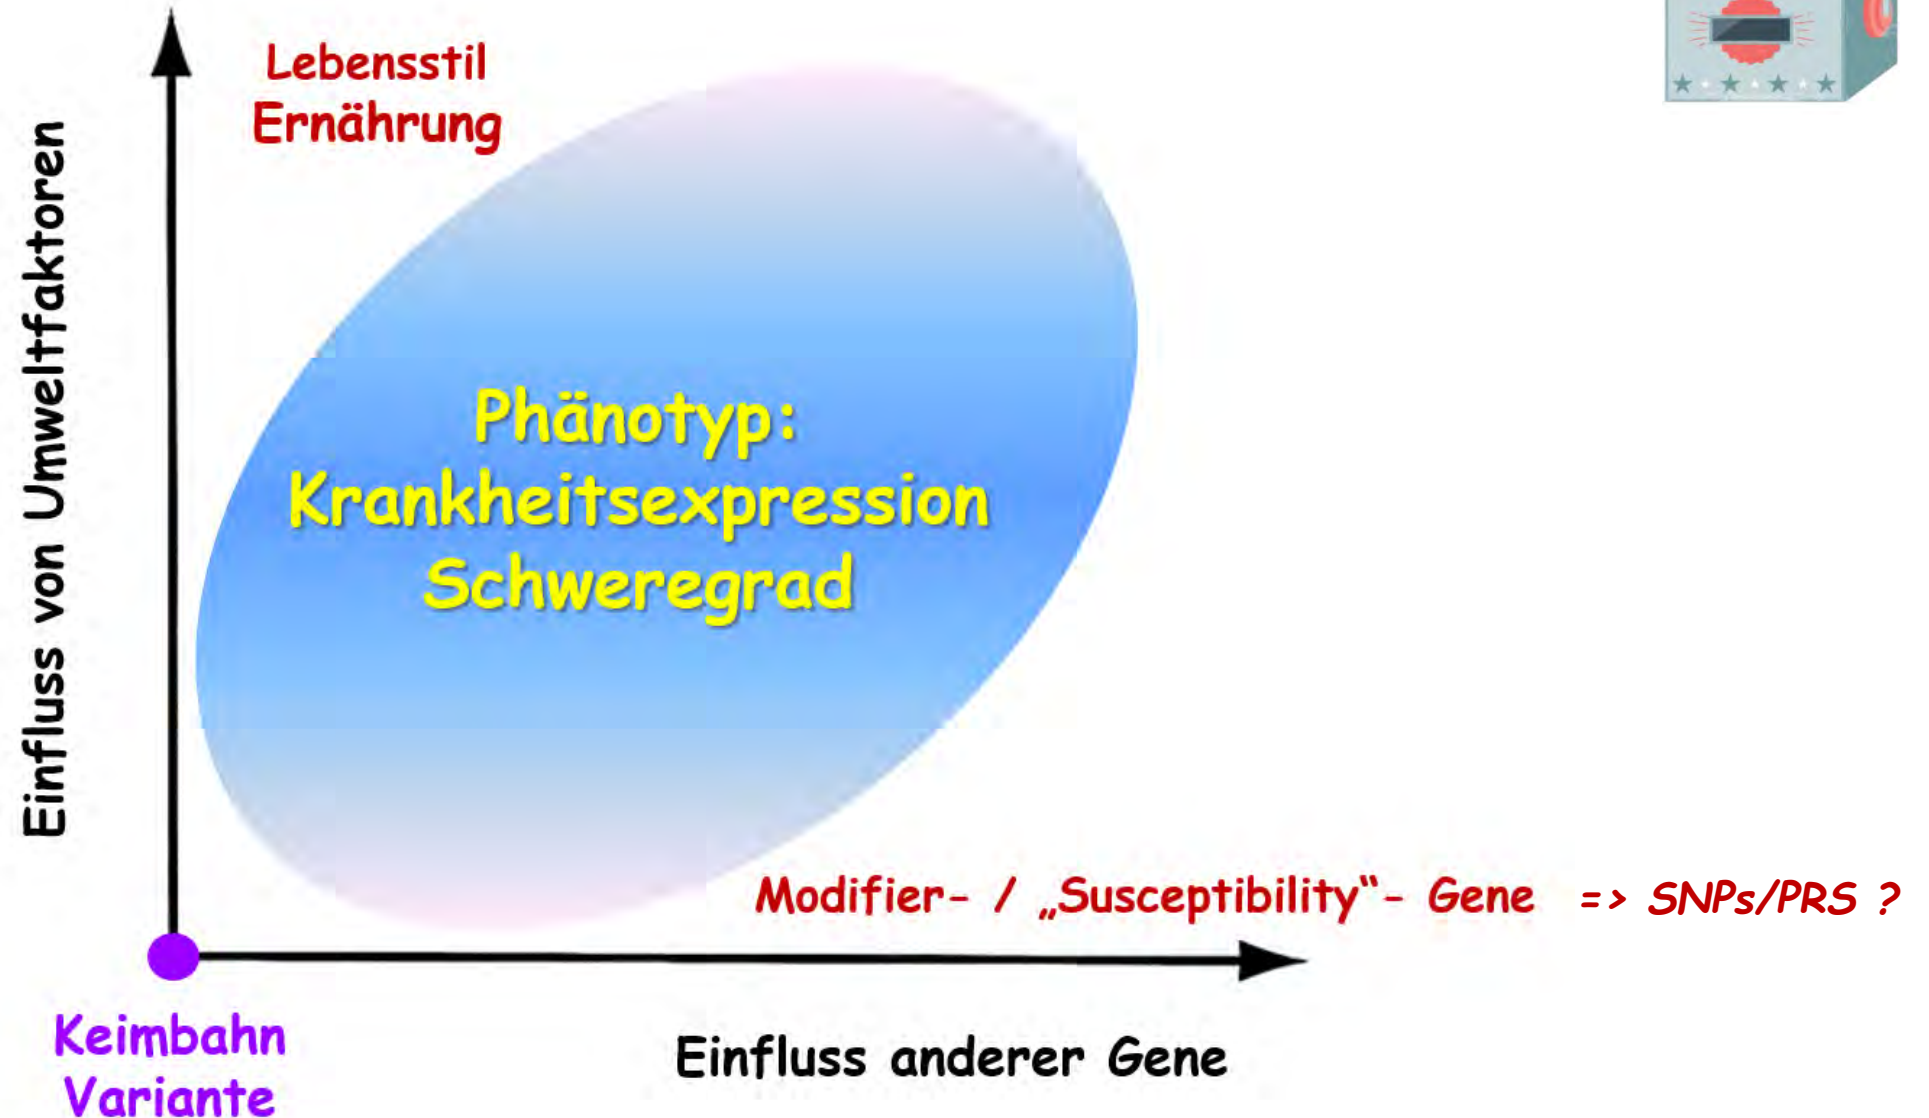 Lebensstil
Ernährung
Einfluss von Umweltfaktoren
Phänotyp:
Krankheitsexpression
Schweregrad
Modifier- / „Susceptibility“- Gene => SNPs/PRS ?
Keimbahn
Variante
Einfluss anderer Gene